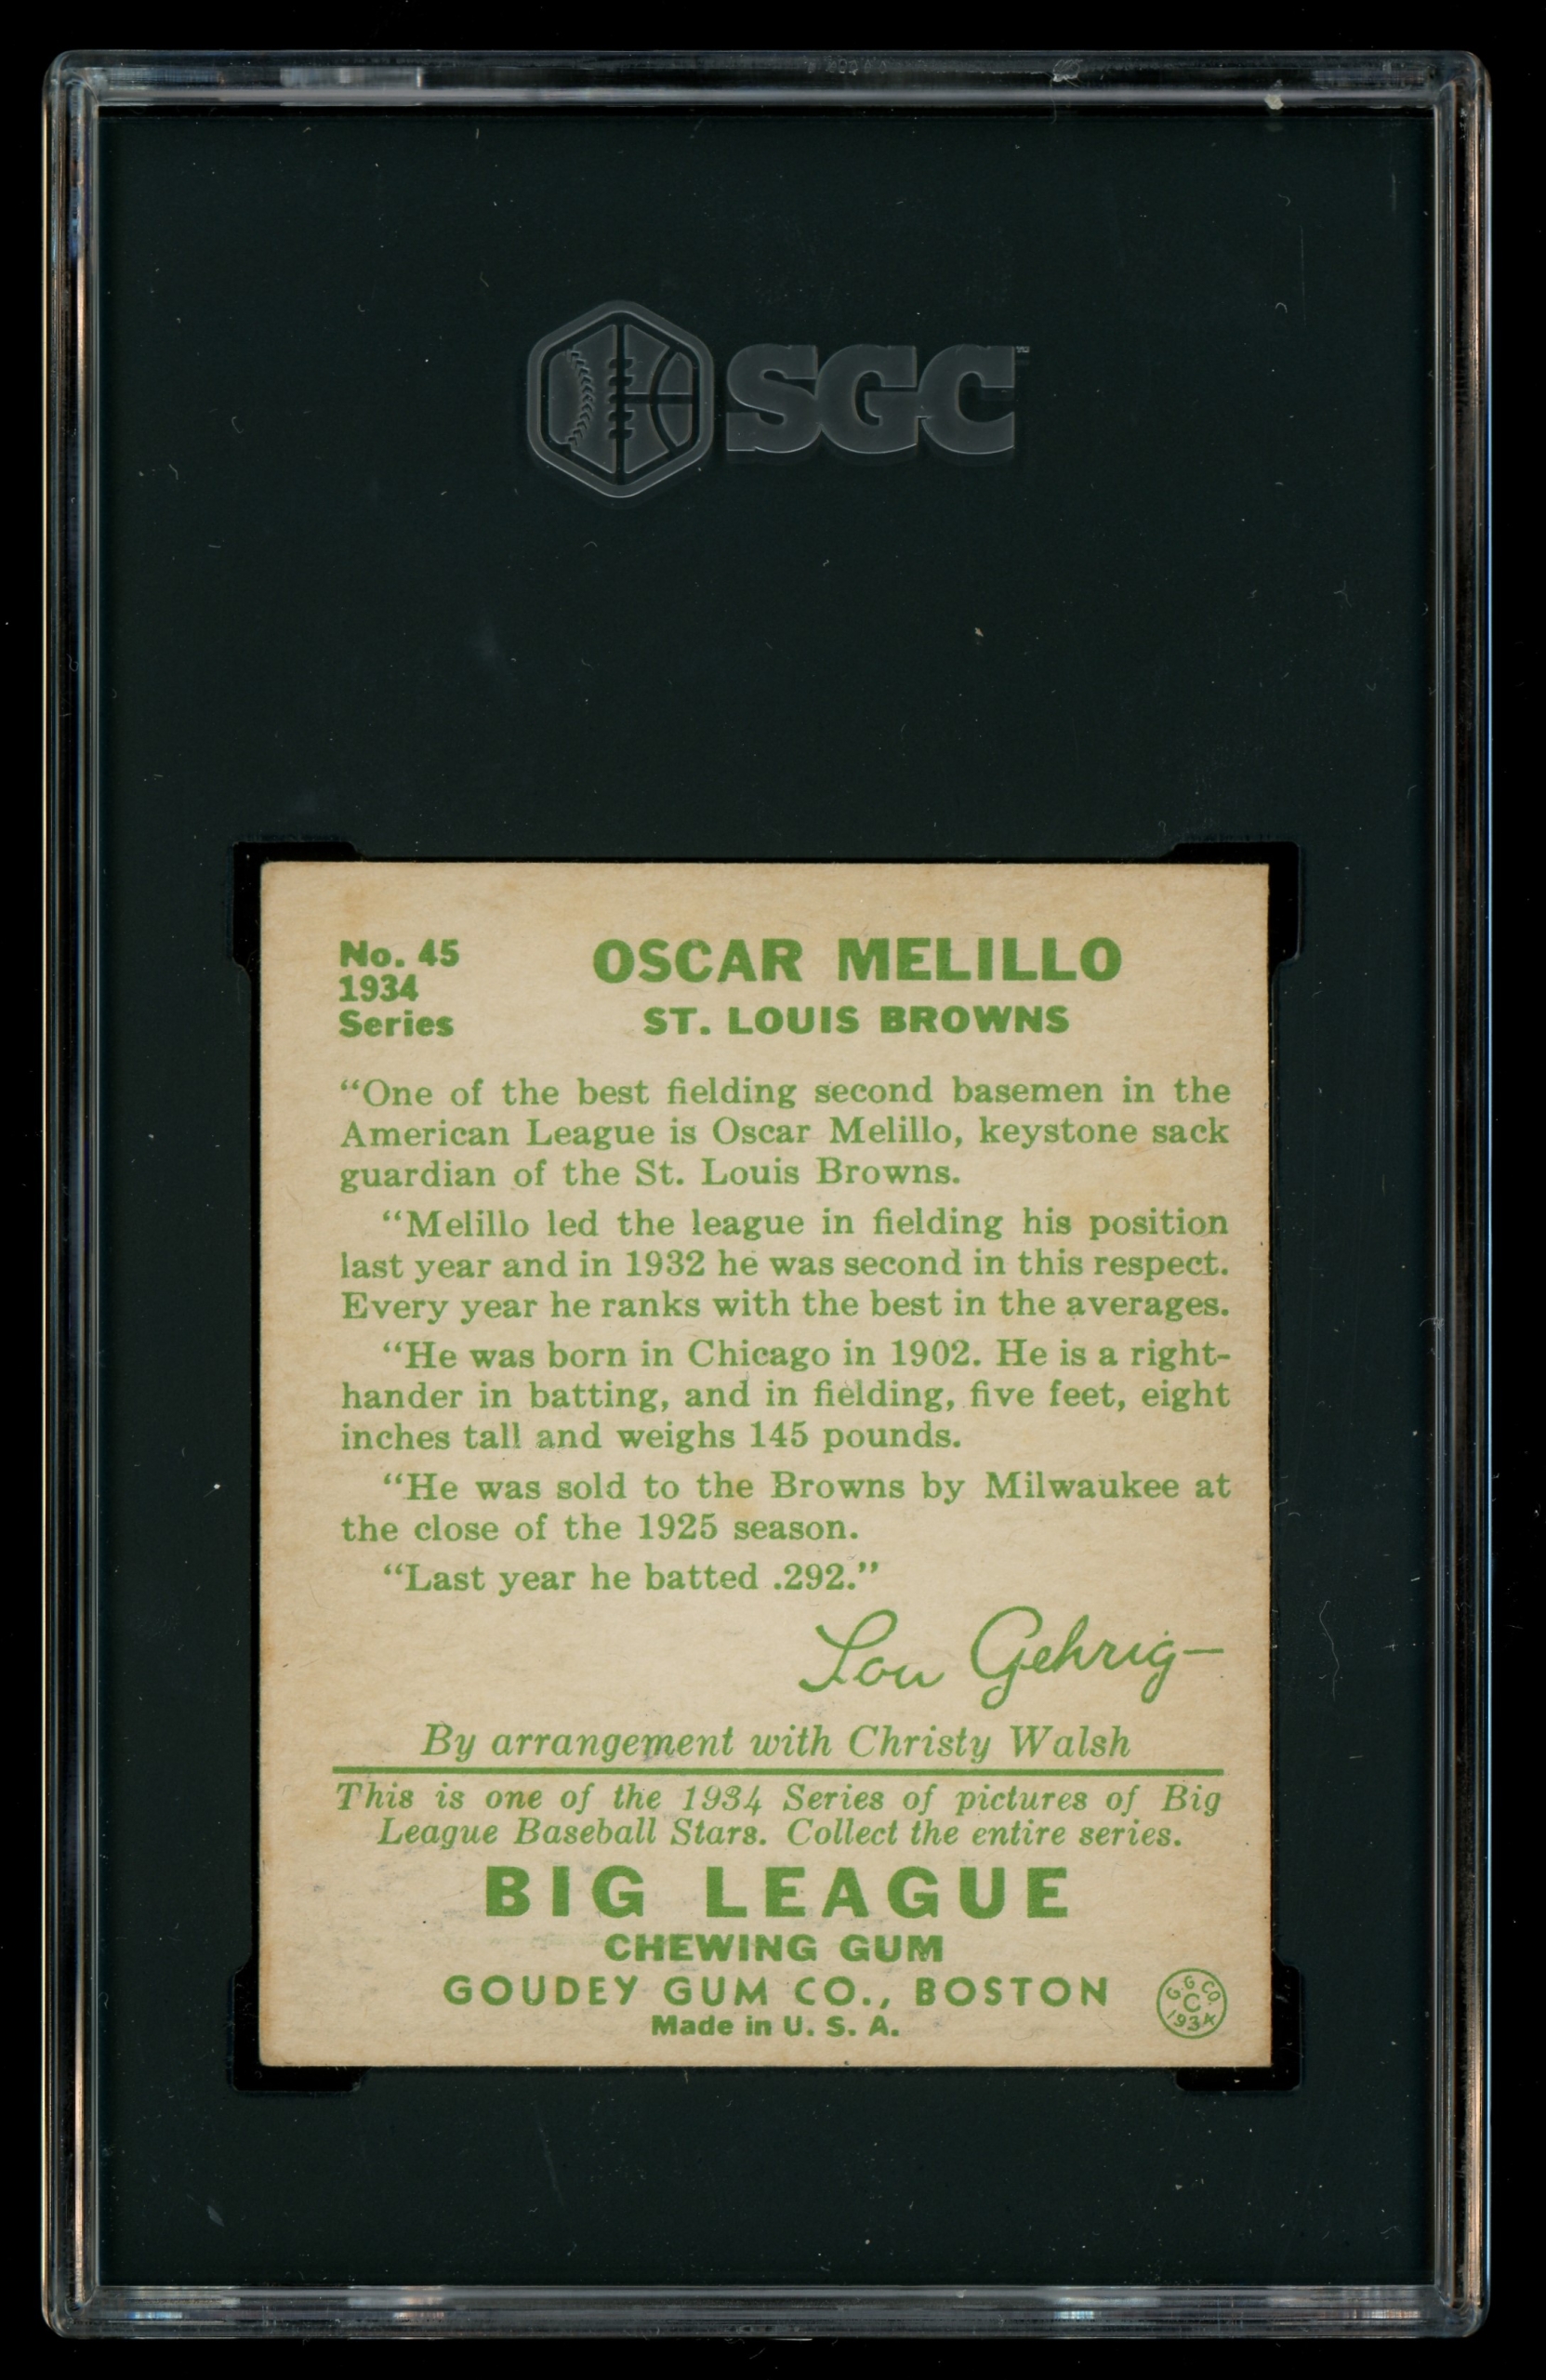 SGC™
No. 45
1934
Series
OSCAR MELILLO
ST. LOUIS BROWNS
“One of the best fielding second basemen in the
American League is Oscar Melillo, keystone sack
guardian of the St. Louis Browns.
“Melillo led the league in fielding his position
last year and in 1932 he was second in this respect.
Every year he ranks with the best in the averages.
“He was born in Chicago in 1902. He is a right-
hander in batting, and in fielding, five feet, eight
inches tall and weighs 145 pounds.
“He was sold to the Browns by Milwaukee at
the close of the 1925 season.
“Last year he batted .292.”
Lou Gehrig
By arrangement with Christy Walsh
This is one of the 1934 Series of pictures of Big
League Baseball Stars. Collect the entire series.
BIG LEAGUE
CHEWING GUM
GOUDEY GUM CO., BOSTON
Made in U. S. A.
G. G. CO.
C
1934